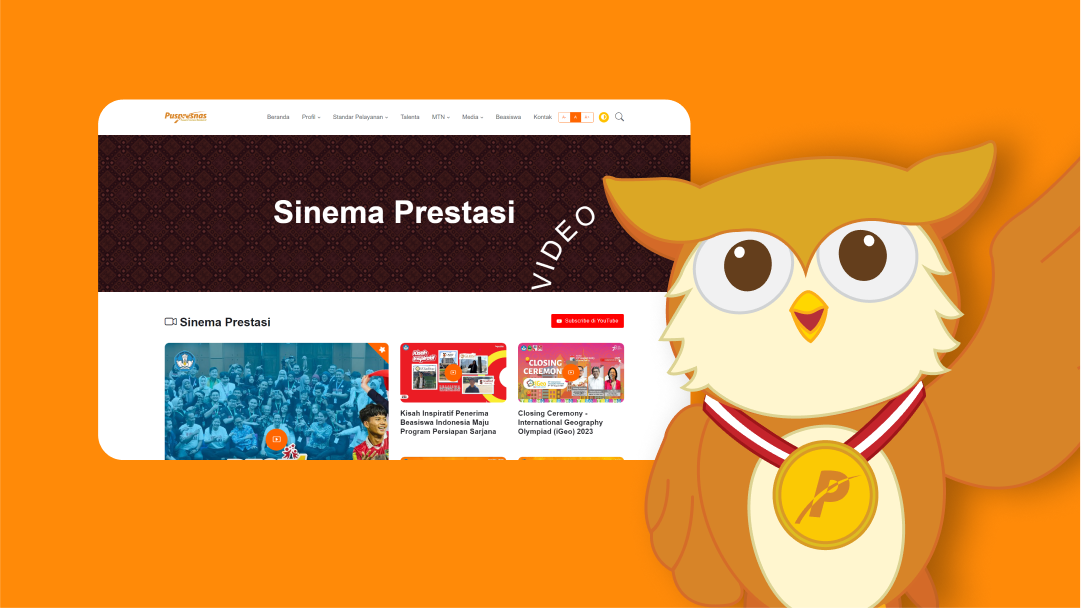 Puspresnas
Beranda Profil Standar Pelayanan Talenta MTN Media Beasiswa Kontak
Sinema Prestasi
VIDEO
Sinema Prestasi
Subscribe di YouTube
Kisah
Inspiratif
CLOSING
CEREMONY
Kisah Inspiratif Penerima
Beasiswa Indonesia Maju
Program Persiapan Sarjana
Closing Ceremony -
International Geography
Olympiad (iGeo) 2023
P